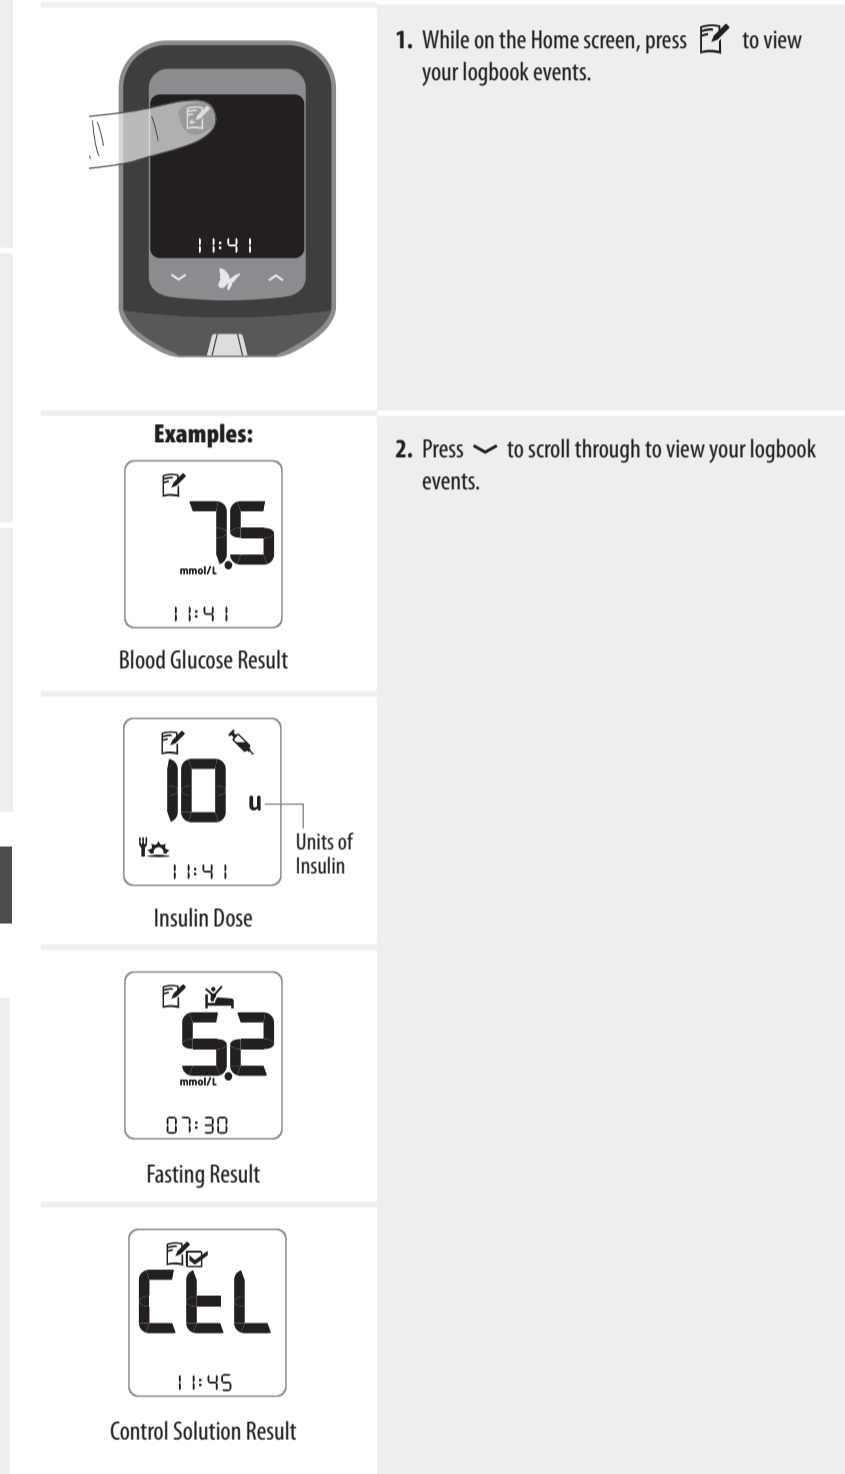 1. While on the Home screen, press to view
your logbook events.
11:41
Examples:
2. Press to scroll through to view your logbook
events.
7.5
mmol/L
11:41
Blood Glucose Result
10 u
Units of
Insulin
11:41
Insulin Dose
5.2
mmol/L
07:30
Fasting Result
CtL
11:45
Control Solution Result